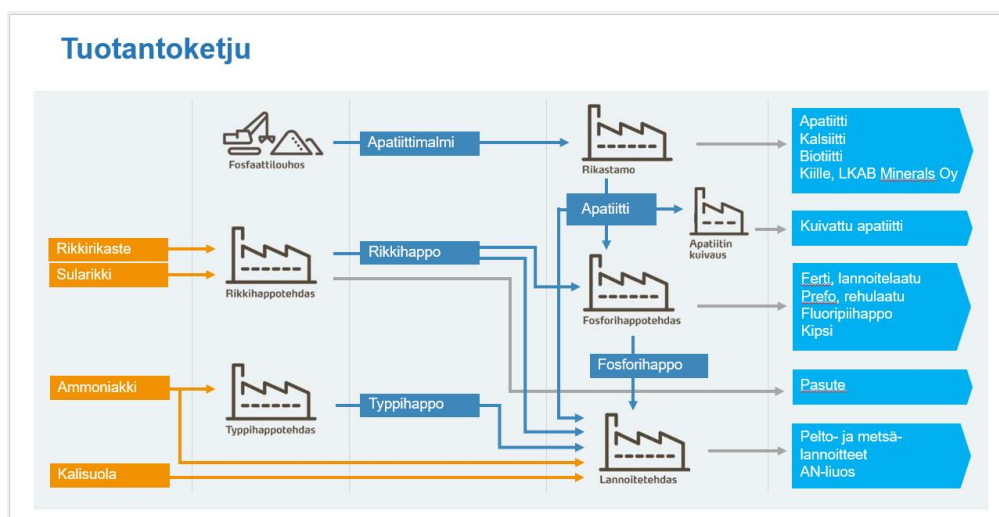 Tuotantoketju
Fosfaattilouhos
Apatiittimalmi
Rikastamo
Apatiitti
Kalsiitti
Biotiitti
Kiille, LKAB Minerals Oy
Apatiitti
Apatiitin
kuivaus
Kuivattu apatiitti
Rikkirikaste
Sularikki
Rikkihappotehdas
Rikkihappo
Fosforihappotehdas
Ferti, lannoitelaatu
Prefo, rehulaatu
Fluoripiihappo
Kipsi
Fosforihappo
Pasute
Ammoniakki
Typpihappotehdas
Typpihappo
Kalisuola
Lannoitetehdas
Pelto- ja metsä-
lannoitteet
AN-liuos